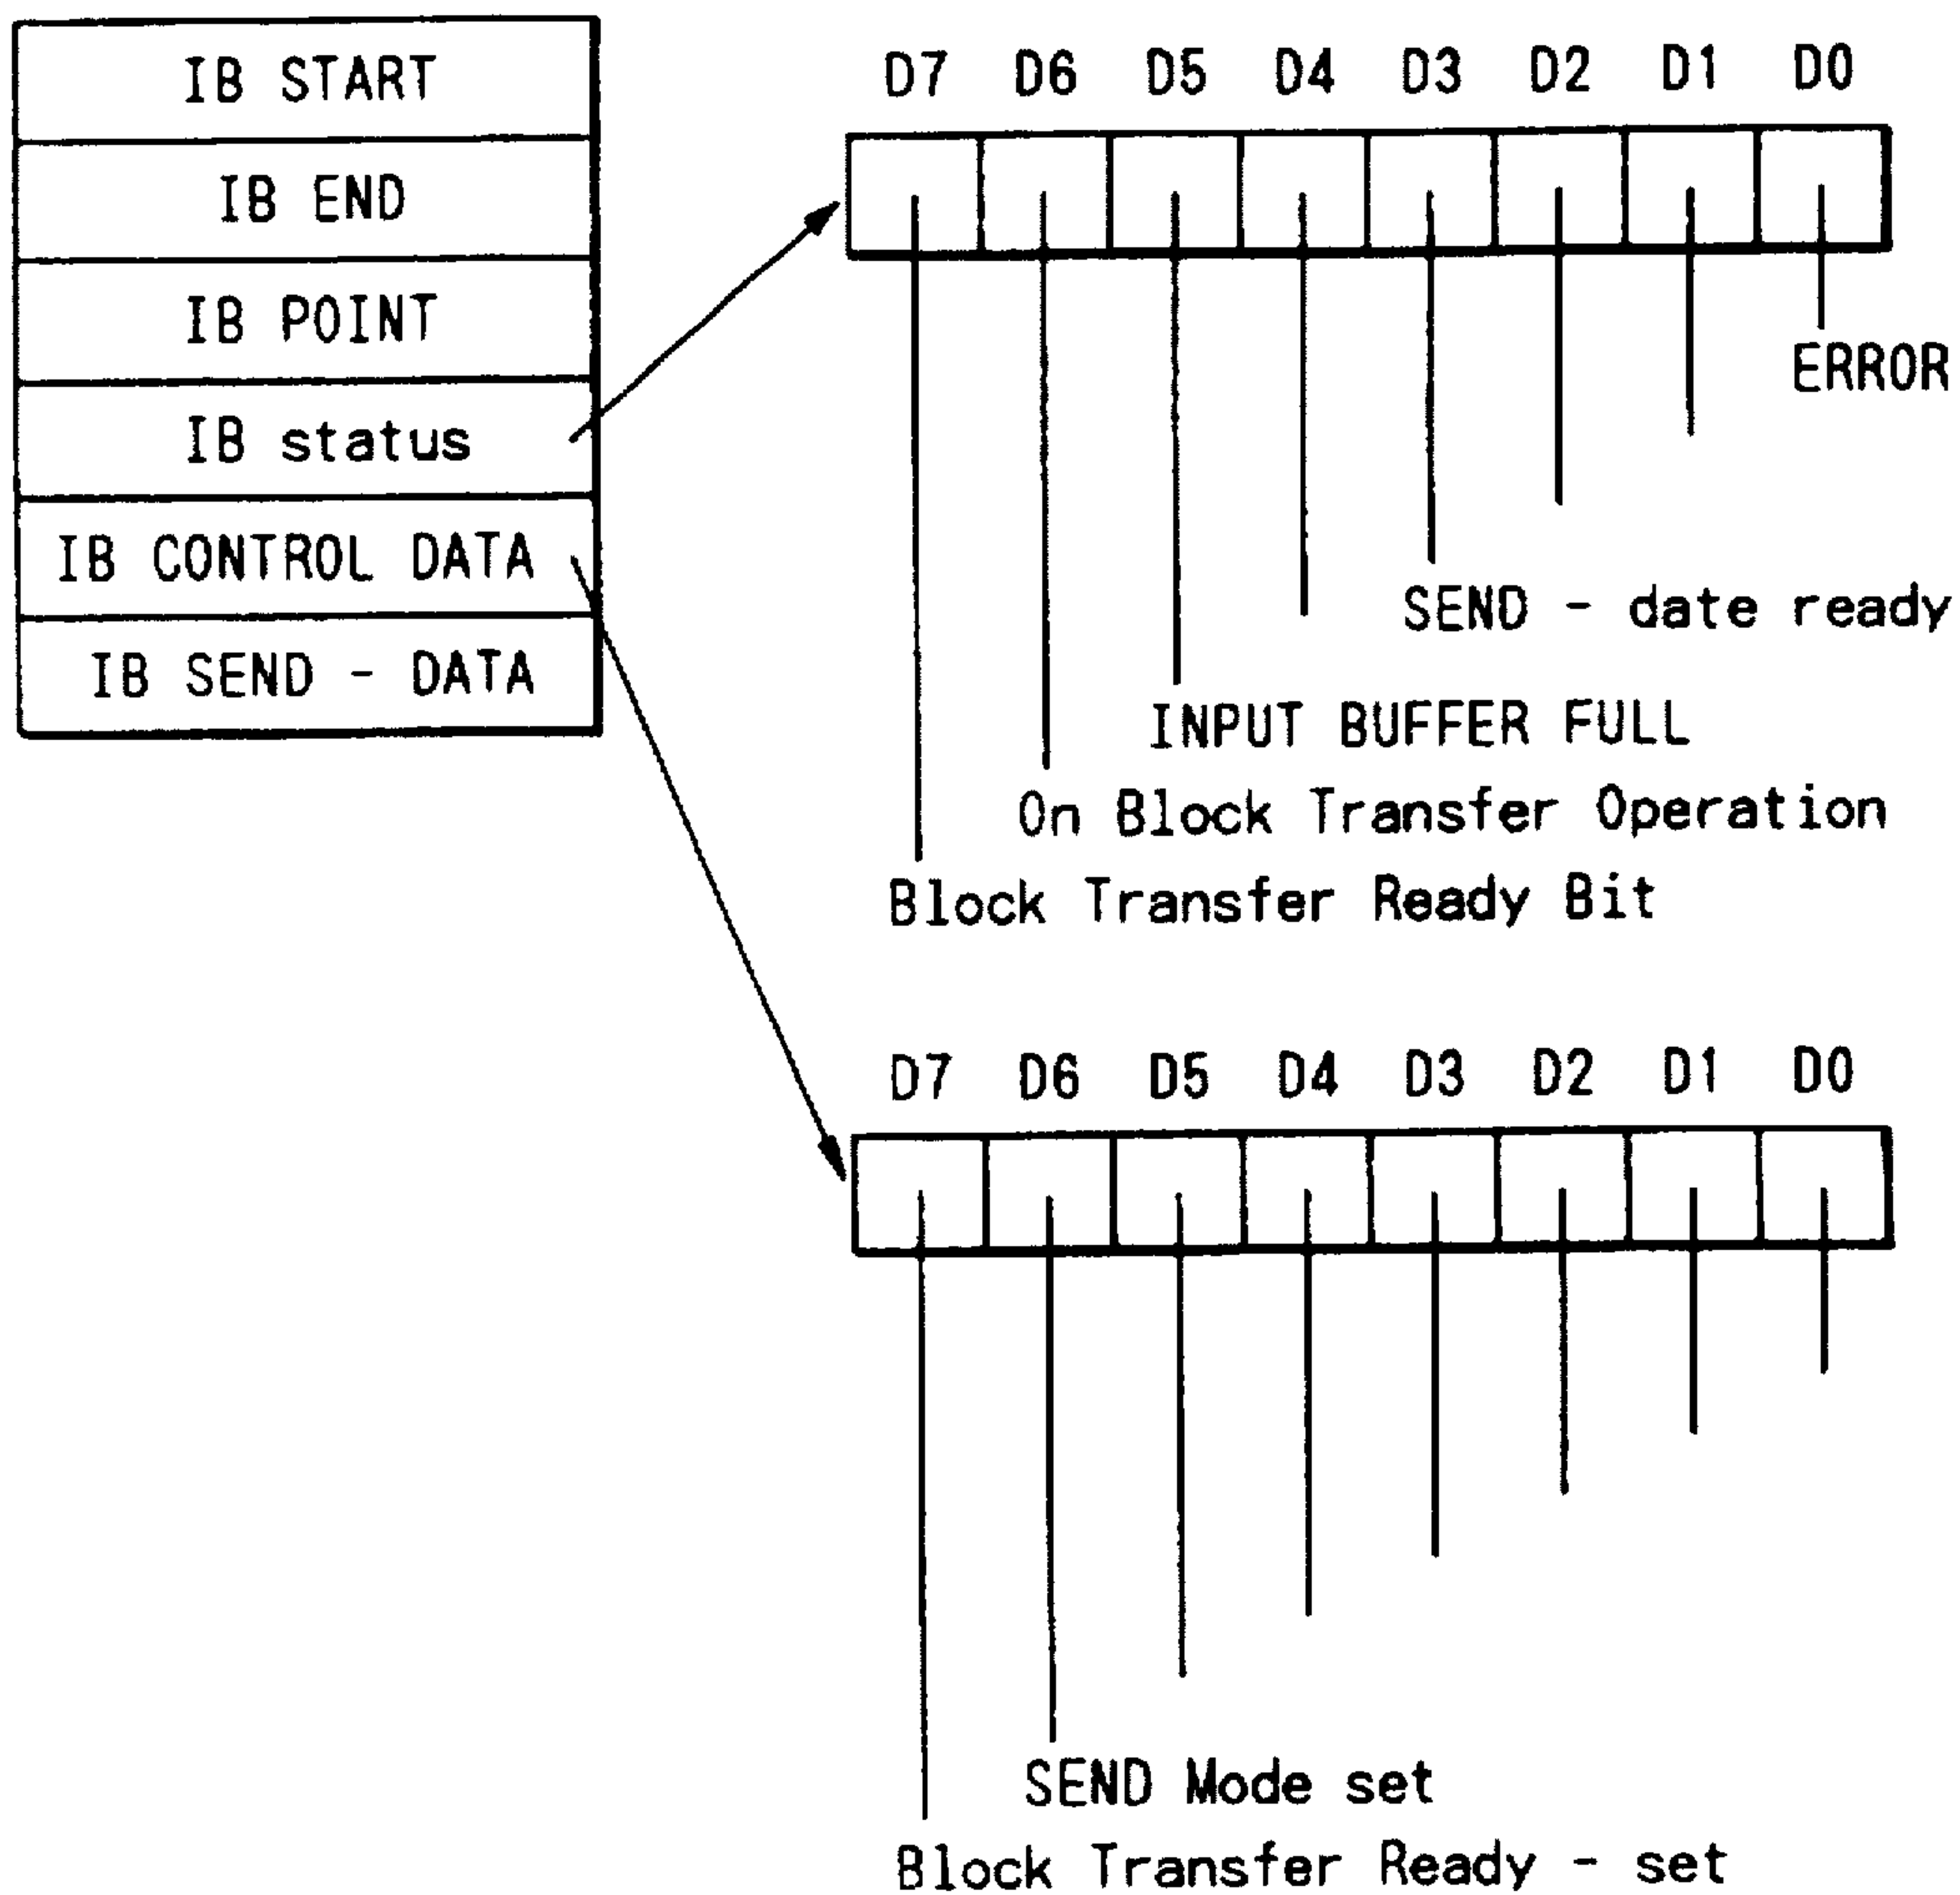 IB START
IB END
IB POINT
IB status
IB CONTROL DATA
IB SEND - DATA
D7 D6 D5 D4 D3 D2 D1 D0
ERROR
SEND - date ready
INPUT BUFFER FULL
On Block Transfer Operation
Block Transfer Ready Bit
D7 D6 D5 D4 D3 D2 D1 D0
SEND Mode set
Block Transfer Ready - set